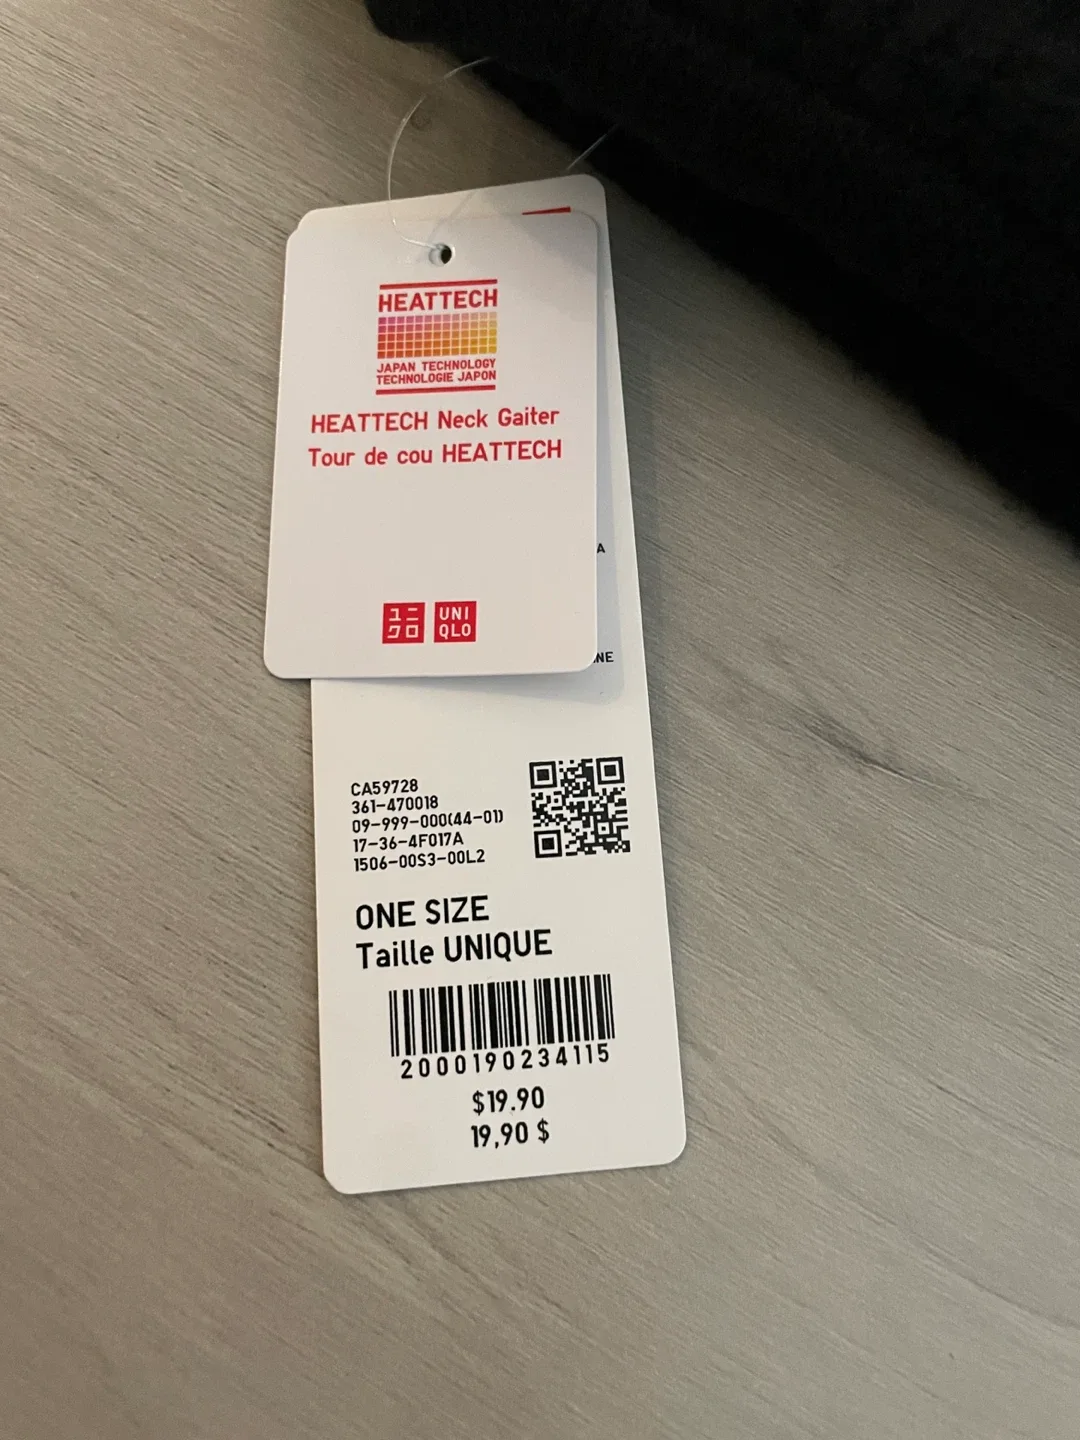 HEATTECH
JAPAN TECHNOLOGY
TECHNOLOGIE JAPON
HEATTECH Neck Gaiter
Tour de cou HEATTECH
ユニ
クロ
UNI
QLO
A
NE
CA59728
361-470018
09-999-000(44-01)
17-36-4F017A
1506-00S3-00L2
ONE SIZE
Taille UNIQUE
2000190234115
$19.90
19,90 $